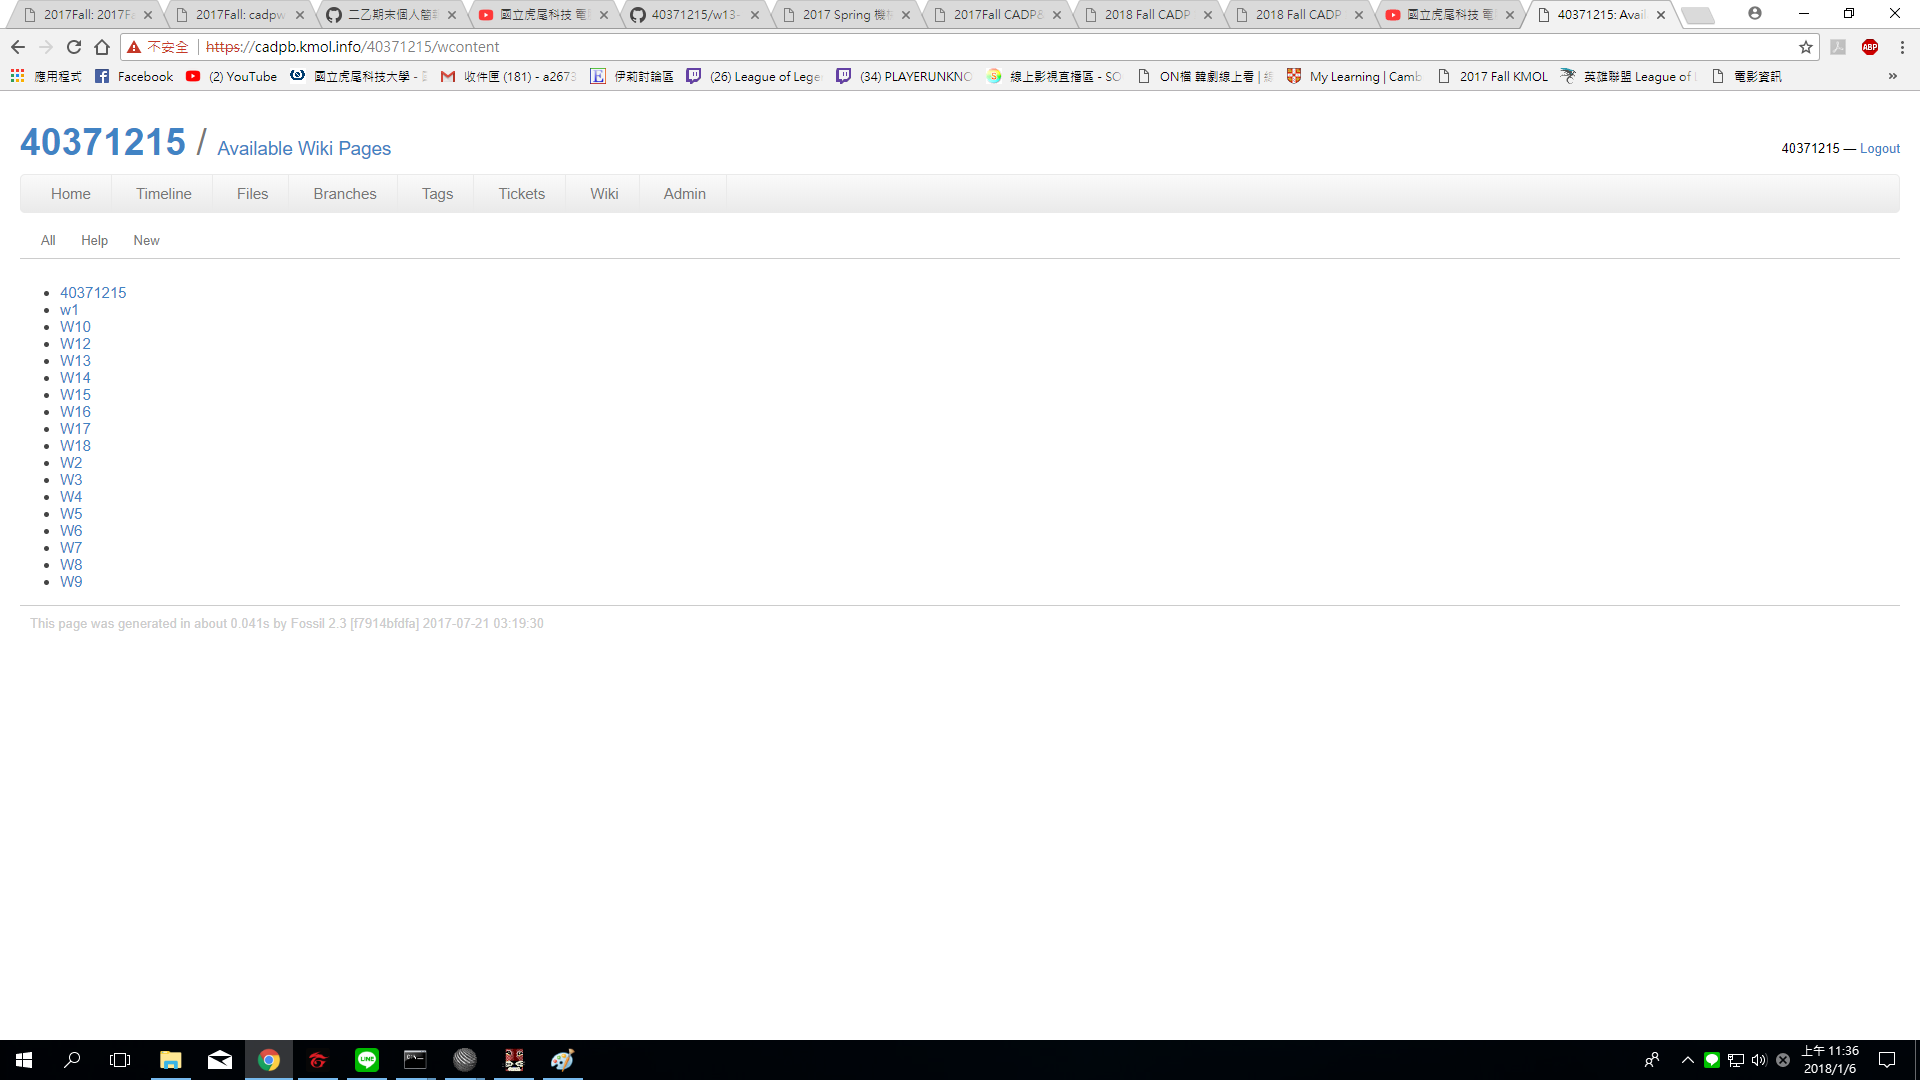 2017Fall: 2017Fa
2017Fall: cadpw
二乙期末個人簡
國立虎尾科技 電
40371215/w13-
2017 Spring 機
2017Fall CADP&
2018 Fall CADP
2018 Fall CADP
國立虎尾科技 電
40371215: Avail
不安全
https://cadpb.kmol.info/40371215/wcontent
ABP
應用程式
Facebook
(2) YouTube
國立虎尾科技大學 -
收件匣 (181) - a2673
伊莉討論區
(26) League of Lege
(34) PLAYERUNKNO
線上影視直播區 - SO
ON檔 韓劇線上看 | 線
My Learning | Camb
2017 Fall KMOL
英雄聯盟 League of L
電影資訊
40371215 / Available Wiki Pages
40371215 — Logout
Home Timeline Files Branches Tags Tickets Wiki Admin
All Help New
40371215
w1
W10
W12
W13
W14
W15
W16
W17
W18
W2
W3
W4
W5
W6
W7
W8
W9
This page was generated in about 0.041s by Fossil 2.3 [f7914bfdfa] 2017-07-21 03:19:30
LINE
上午 11:36
2018/1/6